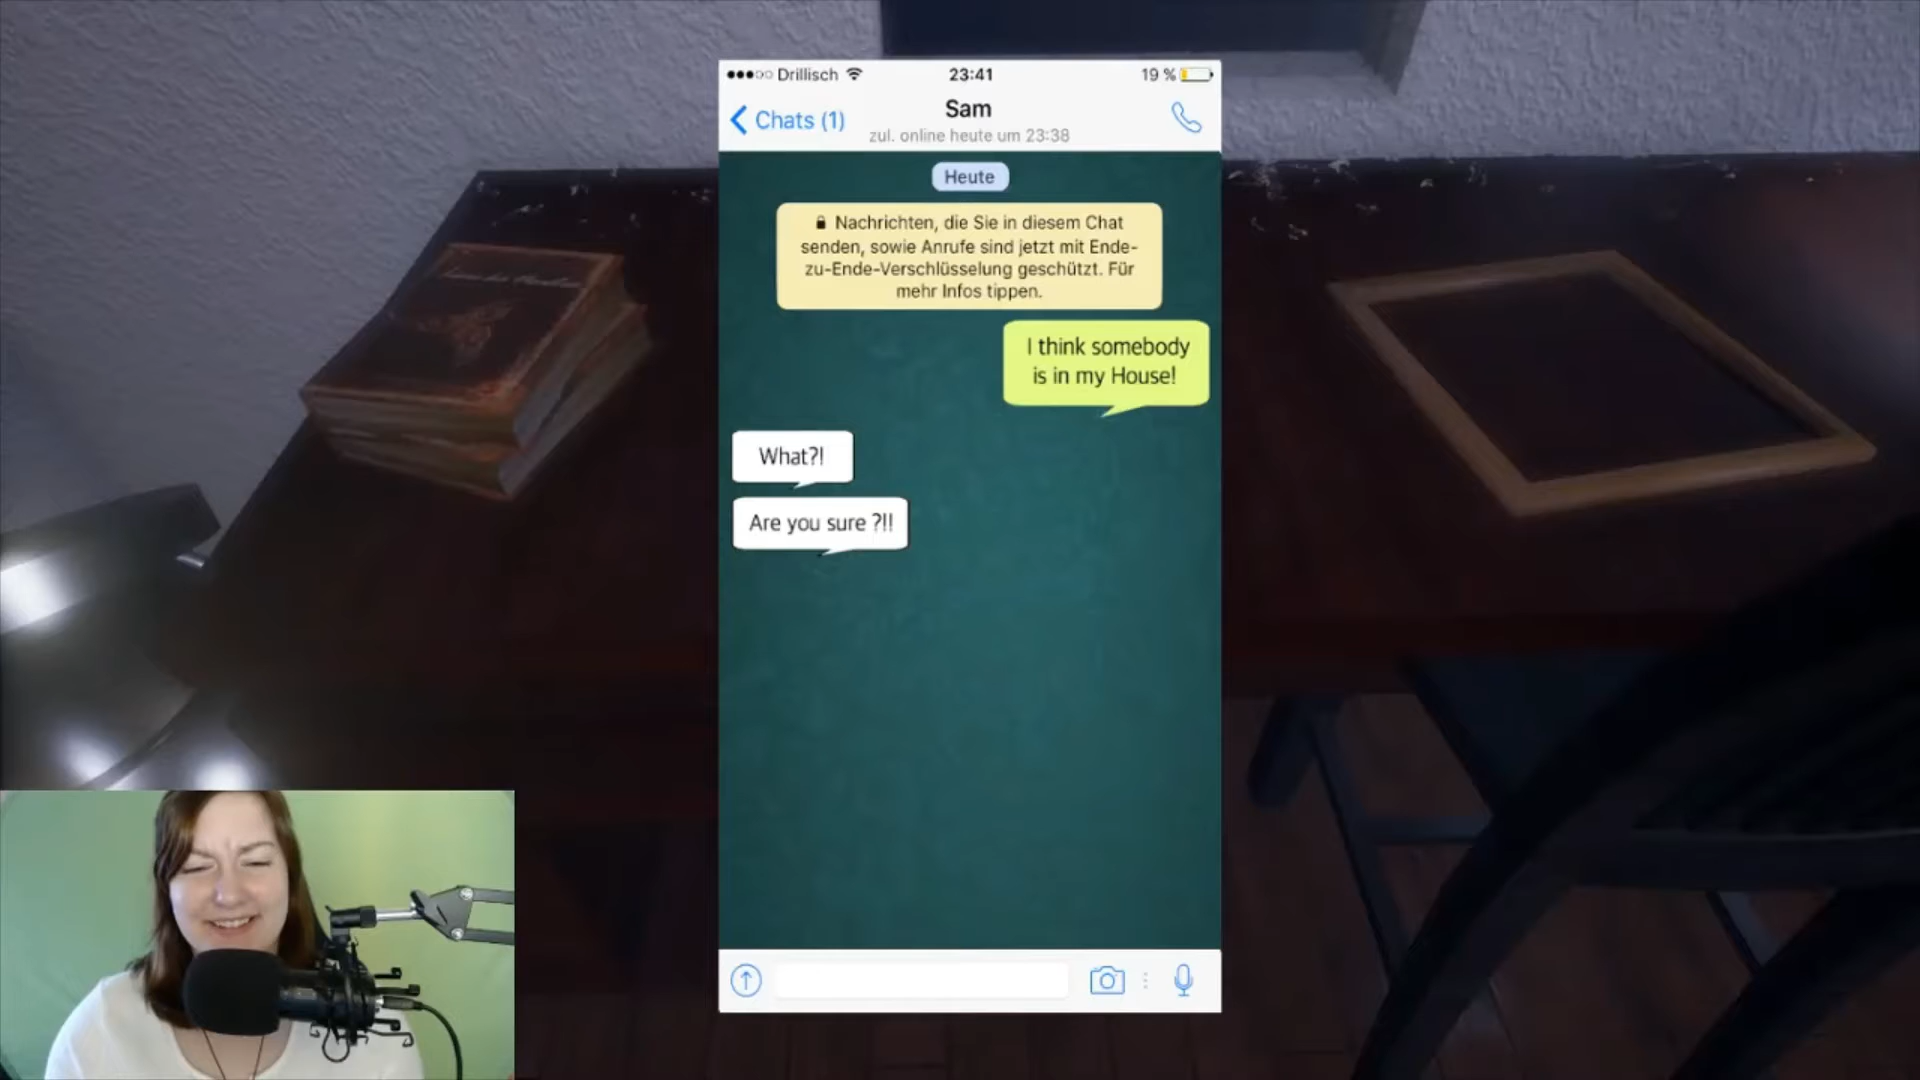 Drillisch 23:41 19 %
Chats (1) Sam
zul. online heute um 23:38
Heute
Nachrichten, die Sie in diesem Chat
senden, sowie Anrufe sind jetzt mit Ende-
zu-Ende-Verschlüsselung geschützt. Für
mehr Infos tippen.
I think somebody
is in my House!
What?!
Are you sure ?!!